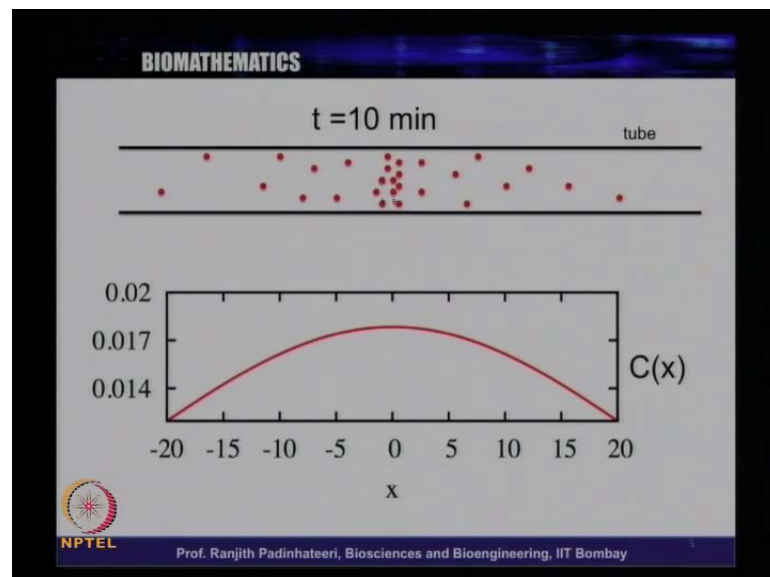 BIOMATHEMATICS
t =10 min
tube
0.02
0.017
0.014
C(x)
-20 -15 -10 -5 0 5 10 15 20
x
NPTEL
Prof. Ranjith Padinhateeri, Biosciences and Bioengineering, IIT Bombay
5